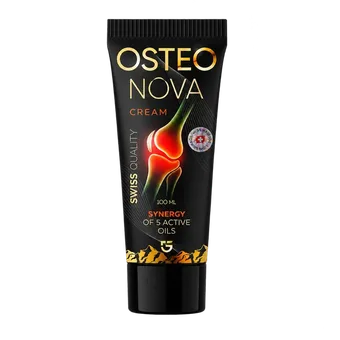 OSTEO
NOVA
CREAM
SWISS QUALITY
100 ML
SYNERGY
OF 5 ACTIVE
OILS